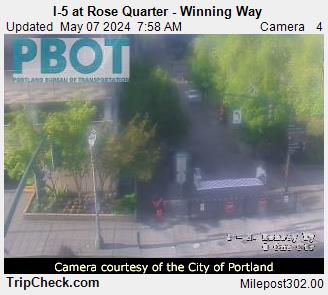 I-5 at Rose Quarter - Winning Way
Updated May 07 2024 7:58 AM Camera 4
PBOT
PORTLAND BUREAU OF TRANSPORTATION
Camera courtesy of the City of Portland
TripCheck.com Milepost302.00